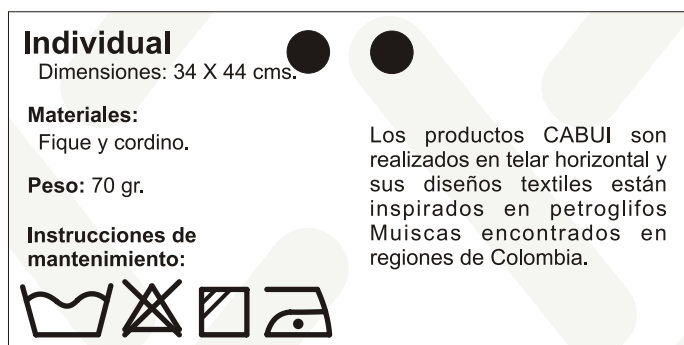 Individual
Dimensiones: 34 X 44 cms.
Materiales:
Fique y cordino.
Peso: 70 gr.
Instrucciones de
mantenimiento:
Los productos CABUI son
realizados en telar horizontal y
sus diseños textiles están
inspirados en petroglifos
Muiscas encontrados en
regiones de Colombia.